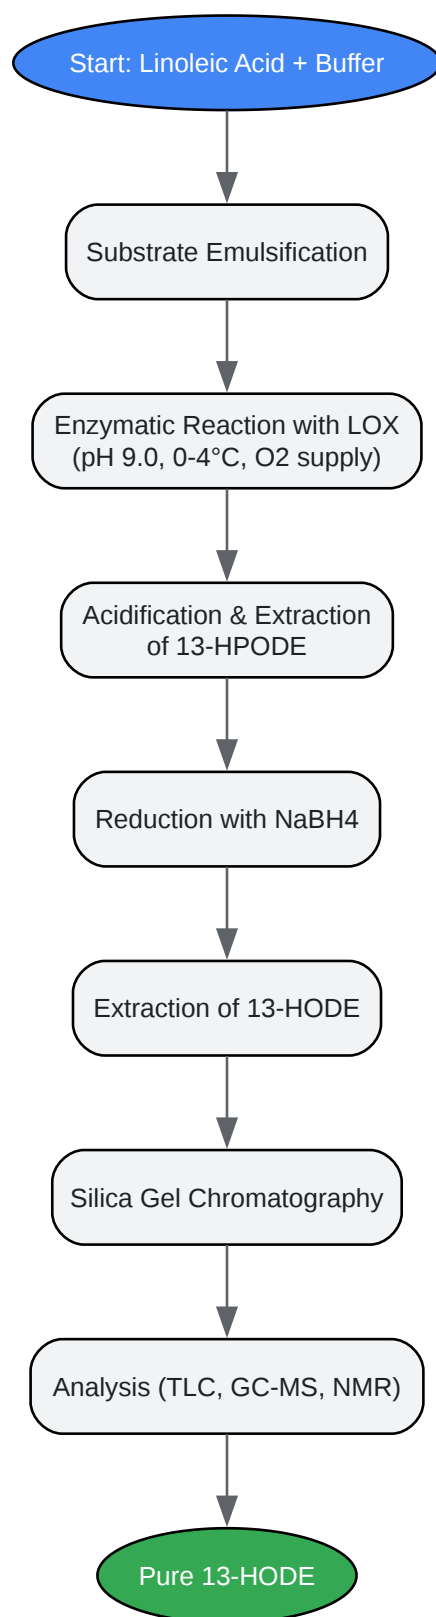 Start: Linoleic Acid + Buffer
Substrate Emulsification
Enzymatic Reaction with LOX
(pH 9.0, 0-4°C, O2 supply)
Acidification & Extraction
of 13-HPODE
Reduction with NaBH4
Extraction of 13-HODE
Silica Gel Chromatography
Analysis (TLC, GC-MS, NMR)
Pure 13-HODE